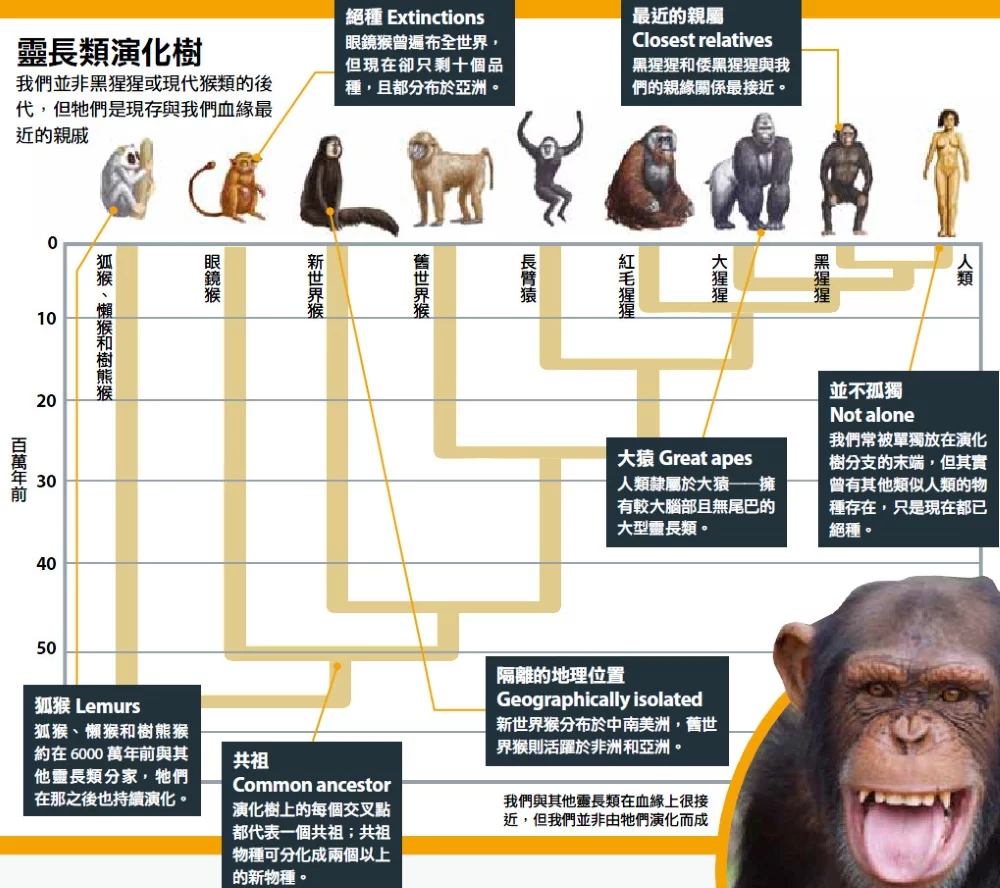 靈長類演化樹
我們並非黑猩猩或現代猴類的後
代，但牠們是現存與我們血緣最
近的親戚
絕種 Extinctions
眼鏡猴曾遍布全世界，
但現在卻只剩十個品
種，且都分布於亞洲。
最近的親屬
Closest relatives
黑猩猩和倭黑猩猩與我
們的親緣關係最接近。
0
10
20
30
40
50
百萬年前
狐猴、懶猴和樹熊猴
眼鏡猴
新世界猴
舊世界猴
長臂猿
紅毛猩猩
大猩猩
黑猩猩
人類
並不孤獨
Not alone
我們常被單獨放在演化
樹分支的末端，但其實
曾有其他類似人類的物
種存在，只是現在都已
絕種。
大猿 Great apes
人類隸屬於大猿——擁
有較大腦部且無尾巴的
大型靈長類。
隔離的地理位置
Geographically isolated
新世界猴分布於中南美洲，舊世
界猴則活躍於非洲和亞洲。
狐猴 Lemurs
狐猴、懶猴和樹熊猴
約在 6000 萬年前與其
他靈長類分家，牠們
在那之後也持續演化。
共祖
Common ancestor
演化樹上的每個交叉點
都代表一個共祖；共祖
物種可分化成兩個以上
的新物種。
我們與其他靈長類在血緣上很接
近，但我們並非由牠們演化而成